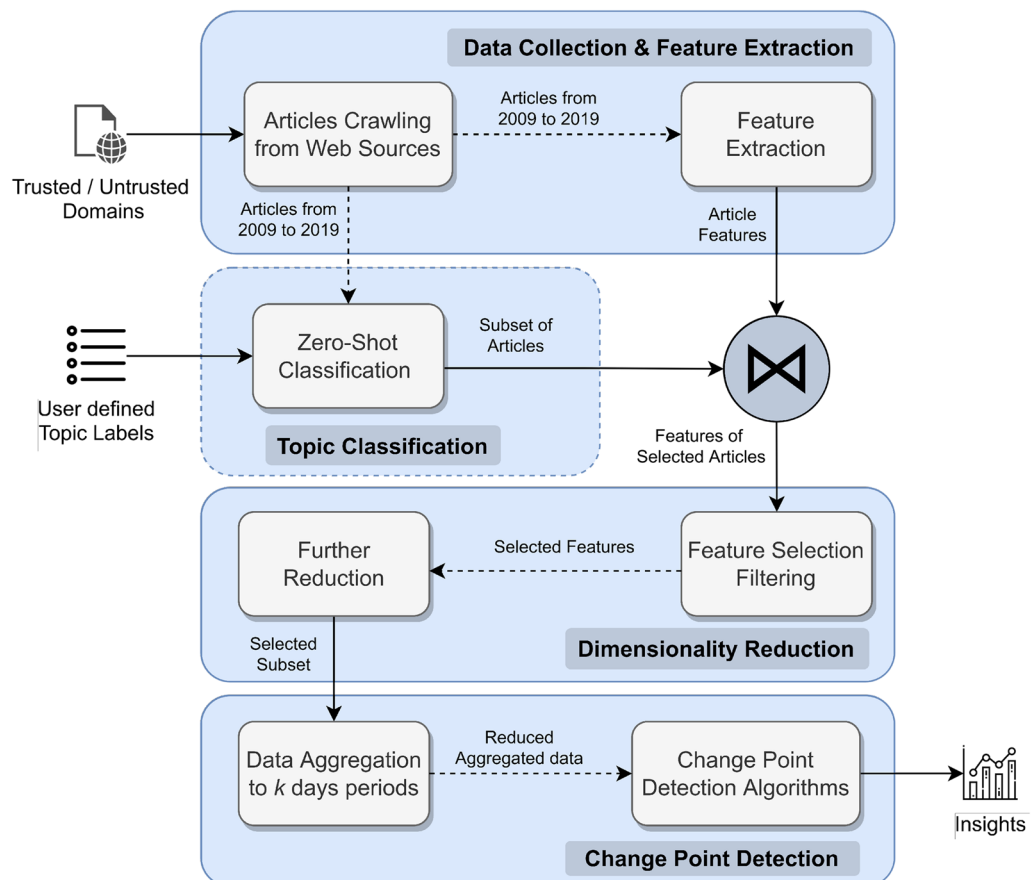 Data Collection & Feature Extraction
Articles Crawling
from Web Sources
Articles from
2009 to 2019
Feature
Extraction
Trusted / Untrusted
Domains
Articles from
2009 to 2019
Article
Features
Zero-Shot
Classification
Subset of
Articles
User defined
Topic Labels
Topic Classification
Features of
Selected Articles
Further
Reduction
Selected Features
Feature Selection
Filtering
Selected
Subset
Dimensionality Reduction
Data Aggregation
to k days periods
Reduced
Aggregated data
Change Point
Detection Algorithms
Insights
Change Point Detection